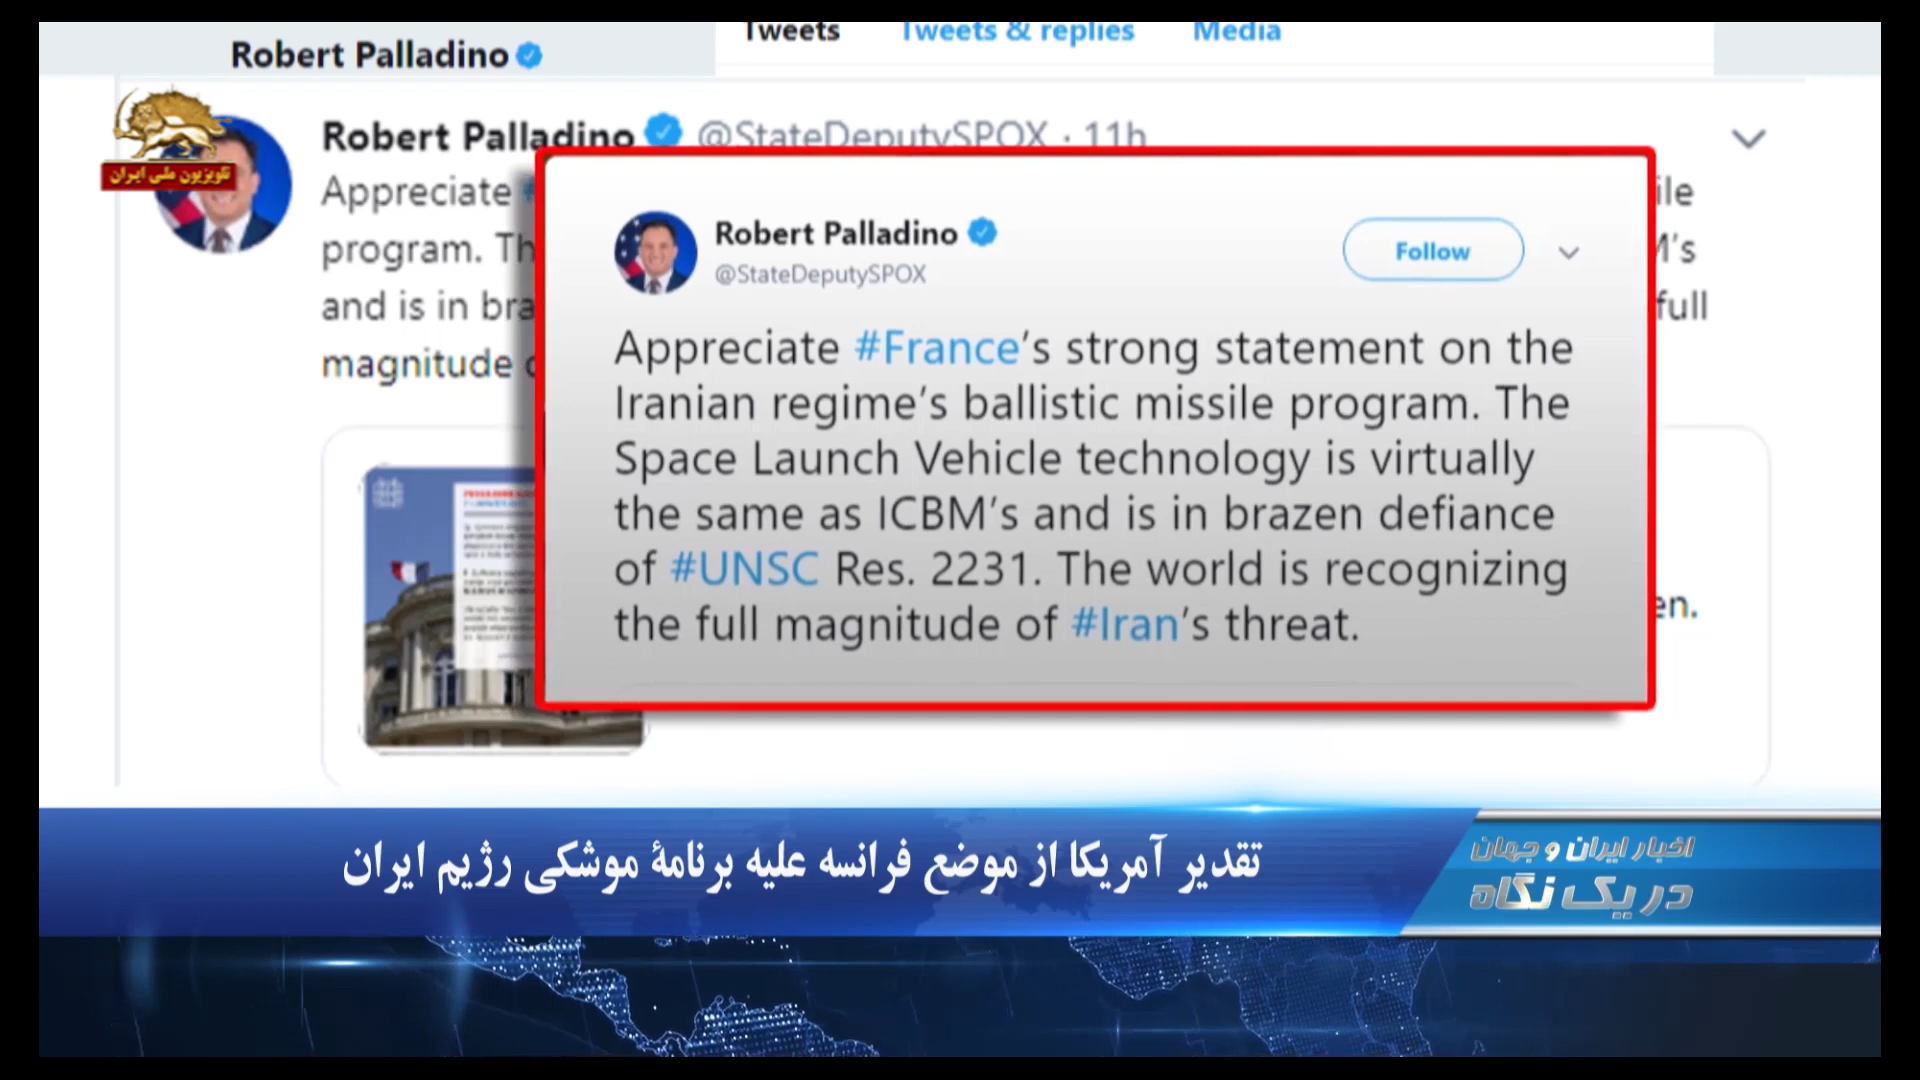 Robert Palladino
Tweets Tweets & replies Media
Robert Palladino @StateDeputySPOX · 11h
تلویزیون ملی ایران
Appreciate
program. Th
and is in bra
magnitude
full
en.
Robert Palladino
@StateDeputySPOX
Follow
Appreciate #France's strong statement on the
Iranian regime's ballistic missile program. The
Space Launch Vehicle technology is virtually
the same as ICBM's and is in brazen defiance
of #UNSC Res. 2231. The world is recognizing
the full magnitude of #Iran's threat.
تقدیر آمریکا از موضع فرانسه علیه برنامهٔ موشکی رژیم ایران
اخبار ایران و جهان
در یک نگاه